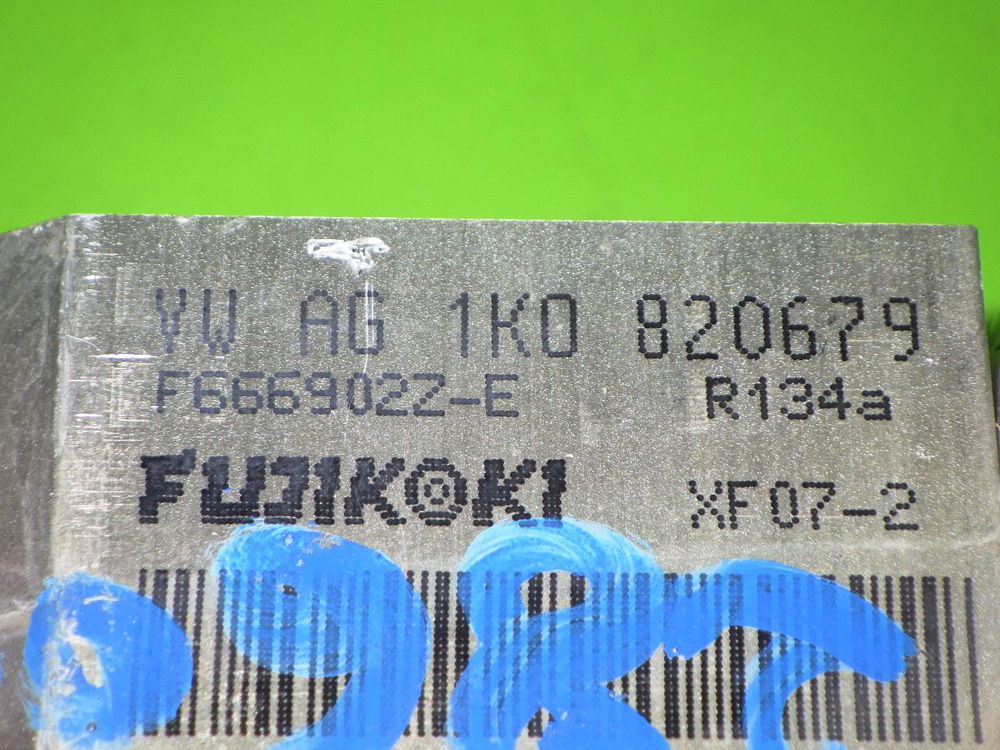 VW AG 1K0 820679
F666902Z-E R134a
FUJIKOKI XF07-2